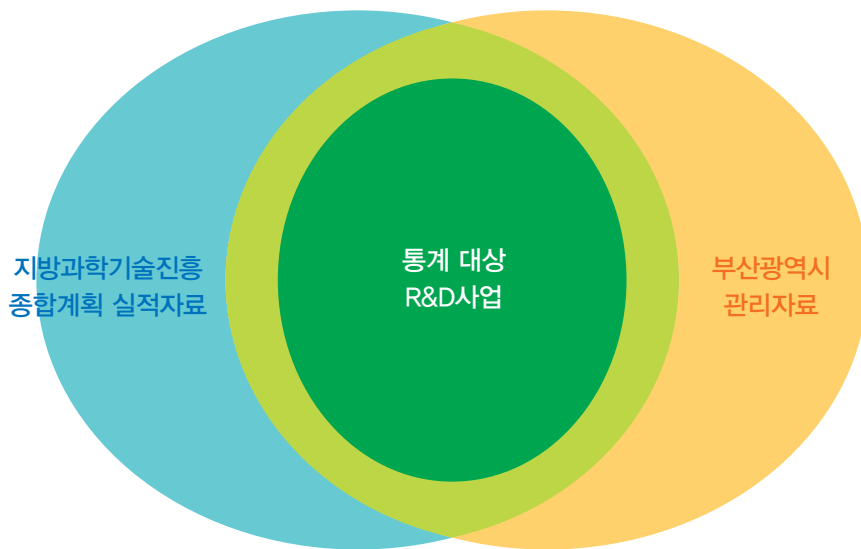 지방과학기술진흥
종합계획 실적자료
통계 대상
R&D사업
부산광역시
관리자료